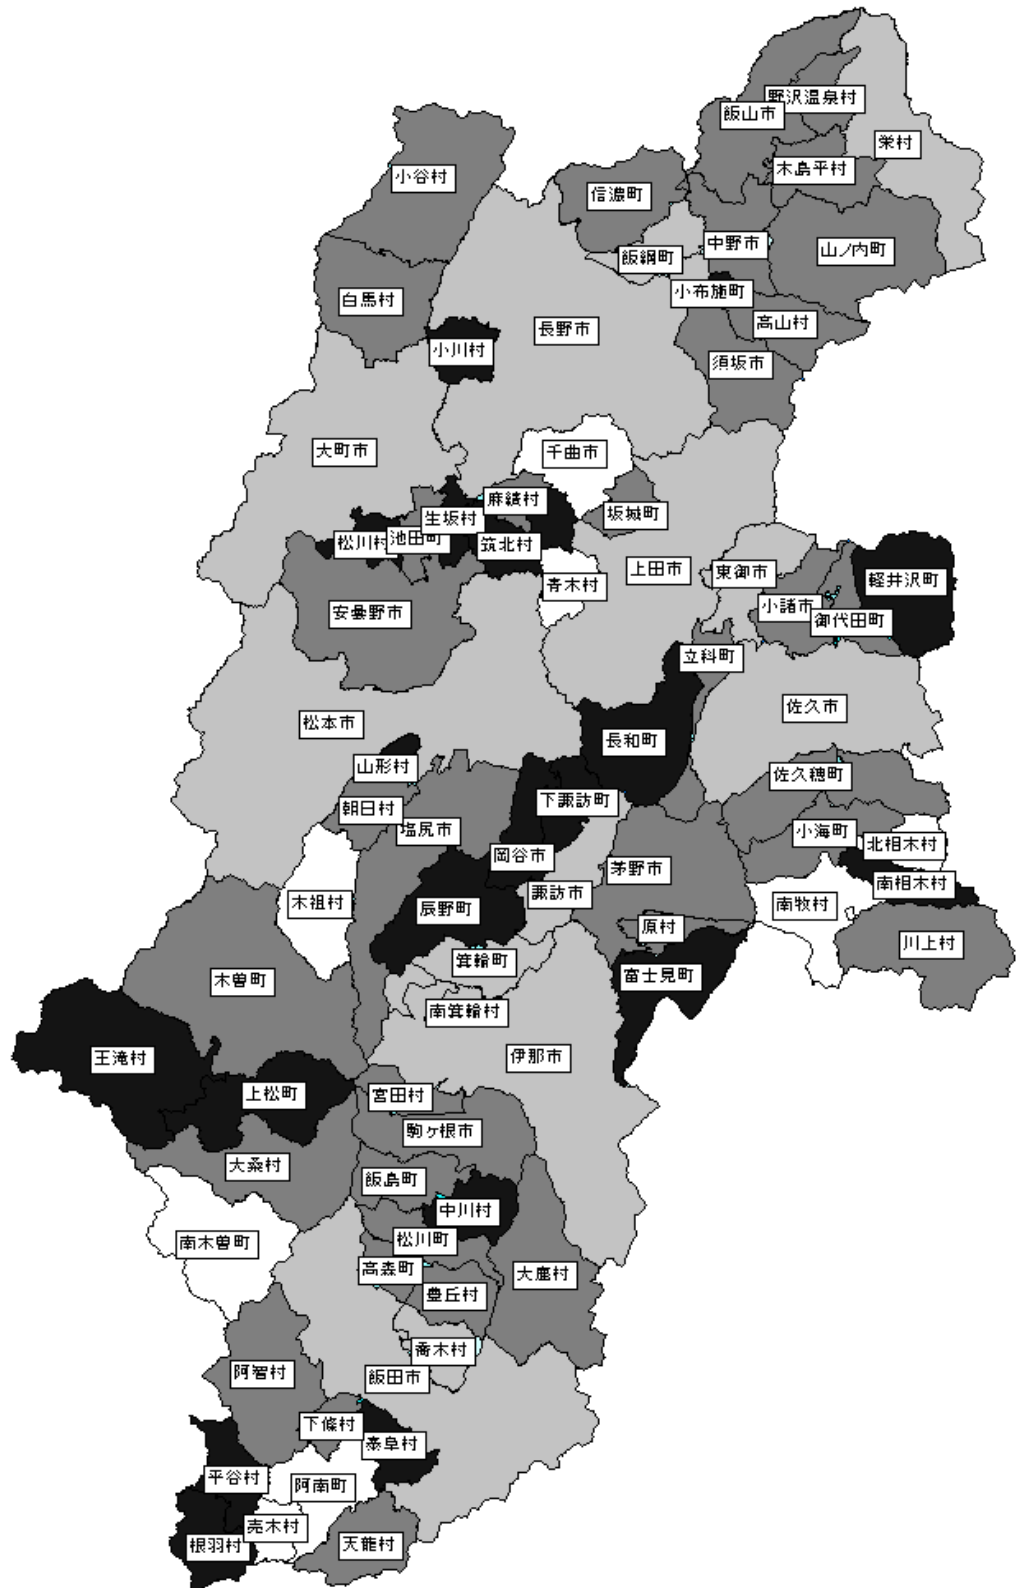 野沢温泉村
飯山市
栄村
木島平村
小谷村
信濃町
中野市
山ノ内町
飯綱町
小布施町
白馬村
高山村
長野市
小川村
須坂市
大町市
千曲市
麻績村
坂城町
生坂村
池田町
松川村
筑北村
上田市
東御市
軽井沢町
青木村
小諸市
安曇野市
御代田町
立科町
佐久市
松本市
長和町
山形村
佐久穂町
下諏訪町
朝日村
塩尻市
小海町
北相木村
岡谷市
茅野市
南相木村
諏訪市
木祖村
南牧村
辰野町
原村
川上村
箕輪町
富士見町
木曽町
南箕輪村
王滝村
伊那市
上松町
宮田村
駒ヶ根市
大桑村
飯島町
中川村
南木曽町
松川町
高森町
大鹿村
豊丘村
喬木村
阿智村
飯田市
下條村
泰阜村
平谷村
阿南町
売木村
根羽村
天龍村